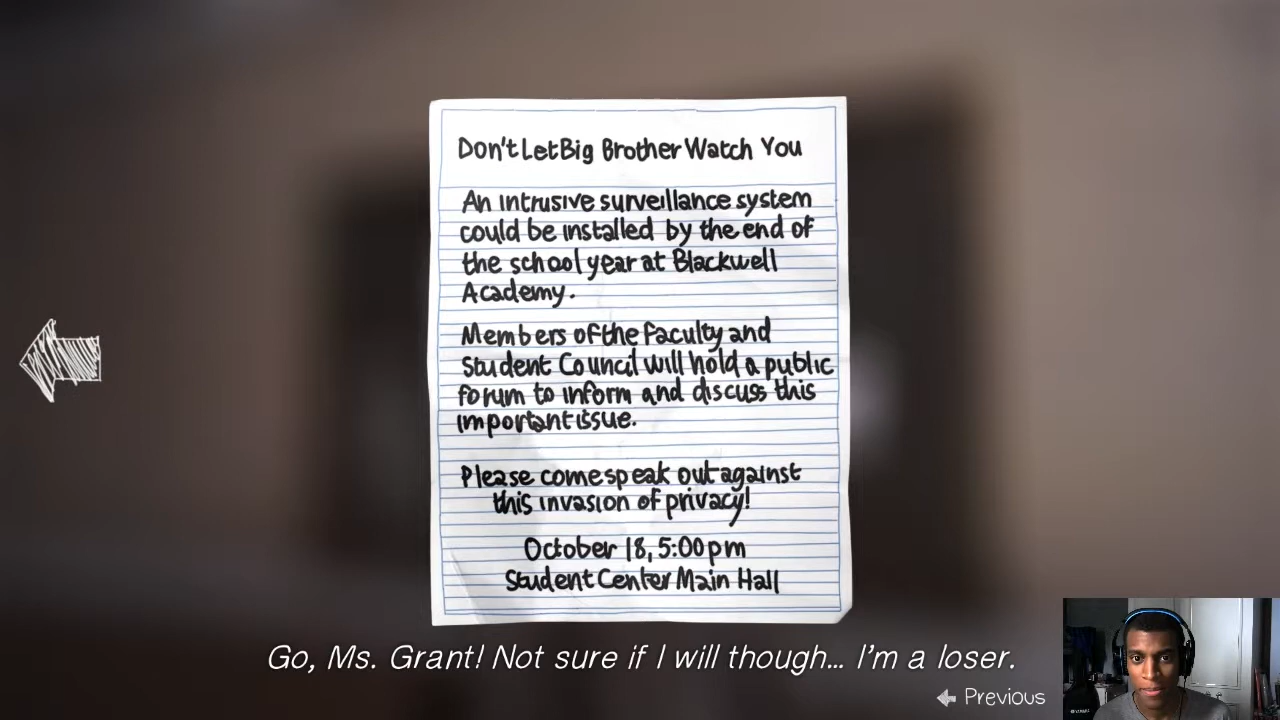 Don't Let Big Brother Watch You
An intrusive surveillance system
could be installed by the end of
the school year at Blackwell
Academy.
Members of the faculty and
Student Council will hold a public
forum to inform and discuss this
important issue.
Please come speak out against
this invasion of privacy!
October 18, 5:00pm
Student Center Main Hall
Go, Ms. Grant! Not sure if I will though... I'm a loser.
Previous